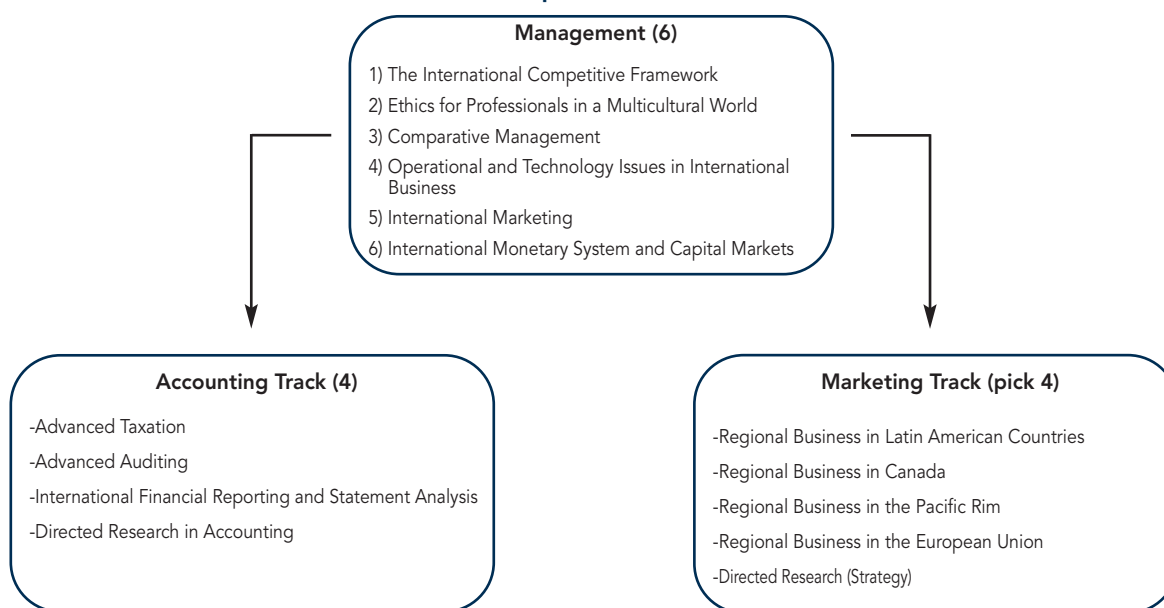 Management (6)
1) The International Competitive Framework
2) Ethics for Professionals in a Multicultural World
3) Comparative Management
4) Operational and Technology Issues in International
Business
5) International Marketing
6) International Monetary System and Capital Markets
Accounting Track (4)
-Advanced Taxation
-Advanced Auditing
-International Financial Reporting and Statement Analysis
-Directed Research in Accounting
Marketing Track (pick 4)
-Regional Business in Latin American Countries
-Regional Business in Canada
-Regional Business in the Pacific Rim
-Regional Business in the European Union
-Directed Research (Strategy)